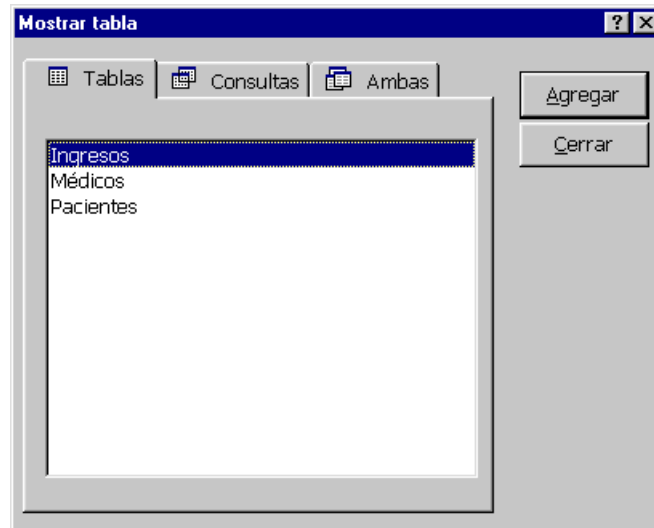 Mostrar tabla
Tablas Consultas Ambas
Agregar
Cerrar
Ingresos
Médicos
Pacientes